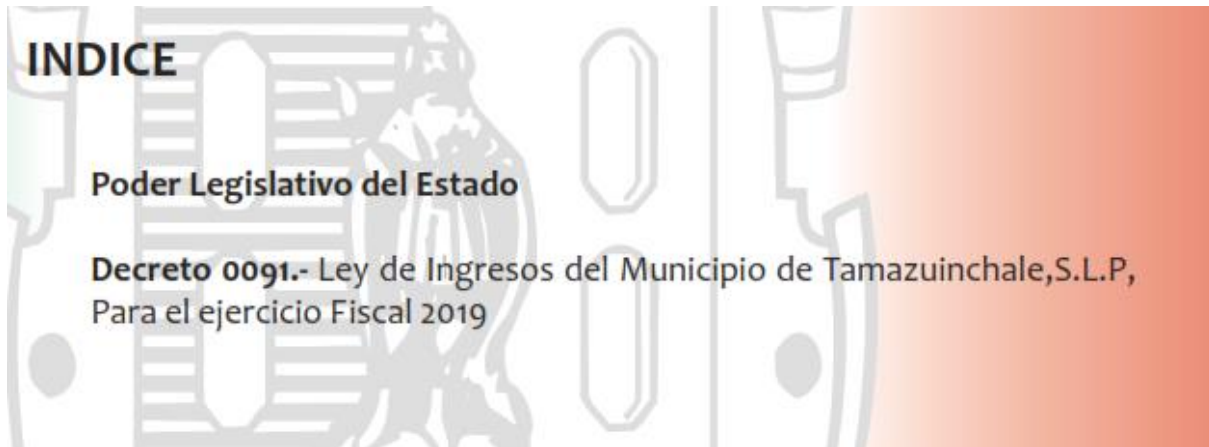 INDICE
Poder Legislativo del Estado
Decreto 0091.- Ley de Ingresos del Municipio de Tamazuinchale,S.L.P,
Para el ejercicio Fiscal 2019